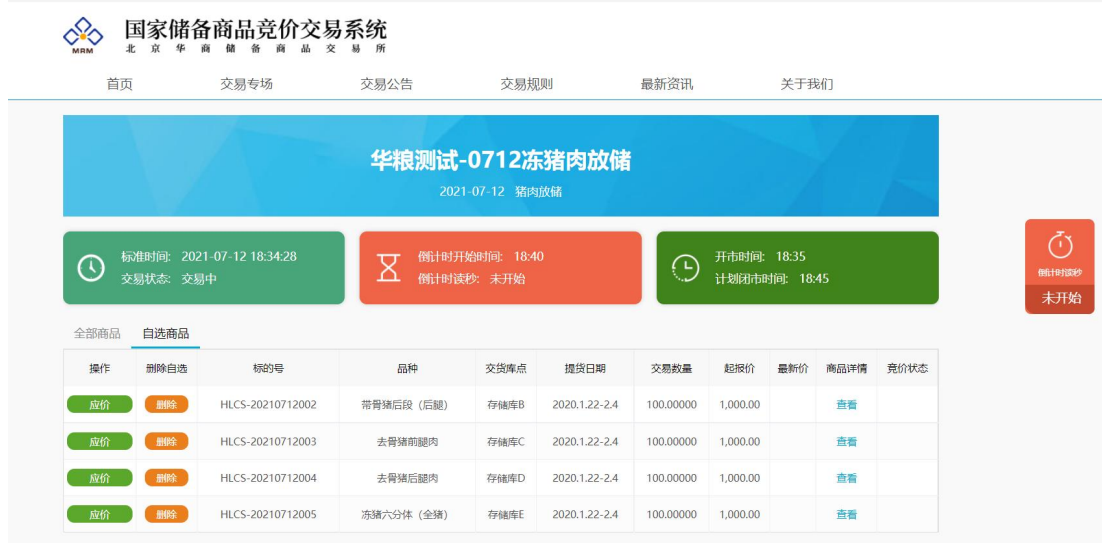 MRM
国家储备商品竞价交易系统
北京华商储备商品交易所
首页 交易专场 交易公告 交易规则 最新资讯 关于我们
华粮测试-0712冻猪肉放储
2021-07-12 猪肉放储
标准时间: 2021-07-12 18:34:28
交易状态: 交易中
倒计时开始时间: 18:40
倒计时读秒: 未开始
开市时间: 18:35
计划闭市时间: 18:45
倒计时读秒
未开始
全部商品 自选商品
操作 删除自选 标的号 品种 交货库点 提货日期 交易数量 起报价 最新价 商品详情 竞价状态
应价 删除 HLCS-20210712002 带骨猪后段（后腿） 存储库B 2020.1.22-2.4 100.00000 1,000.00 查看
应价 删除 HLCS-20210712003 去骨猪前腿肉 存储库C 2020.1.22-2.4 100.00000 1,000.00 查看
应价 删除 HLCS-20210712004 去骨猪后腿肉 存储库D 2020.1.22-2.4 100.00000 1,000.00 查看
应价 删除 HLCS-20210712005 冻猪六分体（全猪） 存储库E 2020.1.22-2.4 100.00000 1,000.00 查看